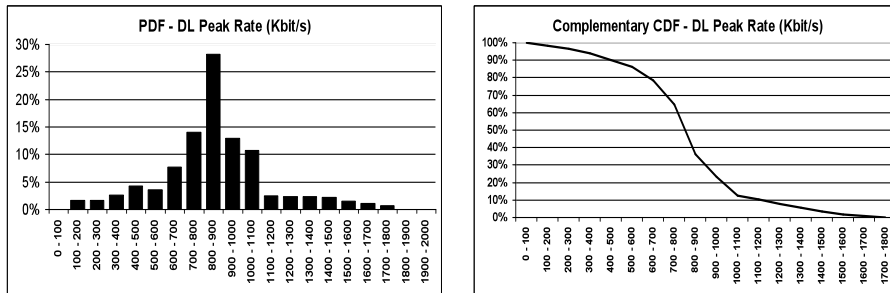 PDF - DL Peak Rate (Kbit/s)
30%
25%
20%
15%
10%
5%
0%
0 - 100
100 - 200
200 - 300
300 - 400
400 - 500
500 - 600
600 - 700
700 - 800
800 - 900
900 - 1000
1000 - 1100
1100 - 1200
1200 - 1300
1300 - 1400
1400 - 1500
1500 - 1600
1600 - 1700
1700 - 1800
1800 - 1900
1900 - 2000
Complementary CDF - DL Peak Rate (Kbit/s)
100%
90%
80%
70%
60%
50%
40%
30%
20%
10%
0%
0 - 100
100 - 200
200 - 300
300 - 400
400 - 500
500 - 600
600 - 700
700 - 800
800 - 900
900 - 1000
1000 - 1100
1100 - 1200
1200 - 1300
1300 - 1400
1400 - 1500
1500 - 1600
1600 - 1700
1700 - 1800